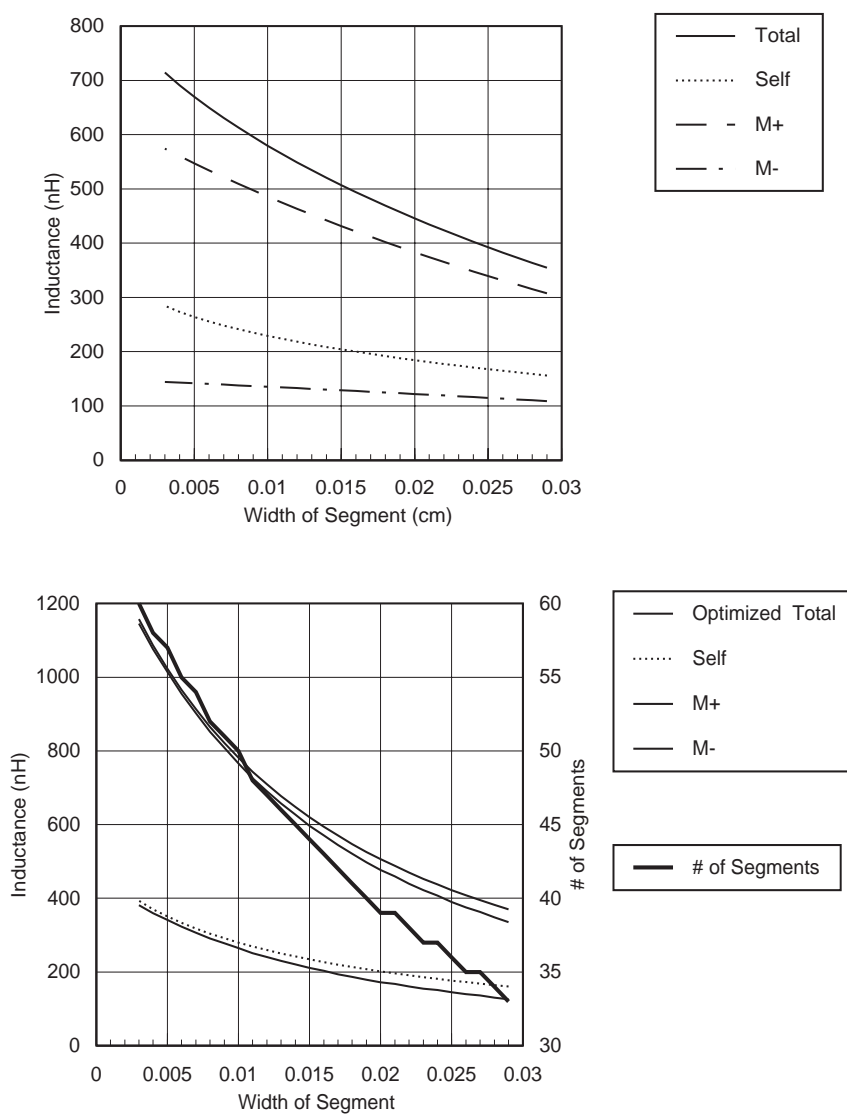 800
700
600
500
400
300
200
100
0
Inductance (nH)
0 0.005 0.01 0.015 0.02 0.025 0.03
Width of Segment (cm)
Total
Self
M+
M-
1200
1000
800
600
400
200
0
Inductance (nH)
60
55
50
45
40
35
30
# of Segments
0 0.005 0.01 0.015 0.02 0.025 0.03
Width of Segment
Optimized Total
Self
M+
M-
# of Segments